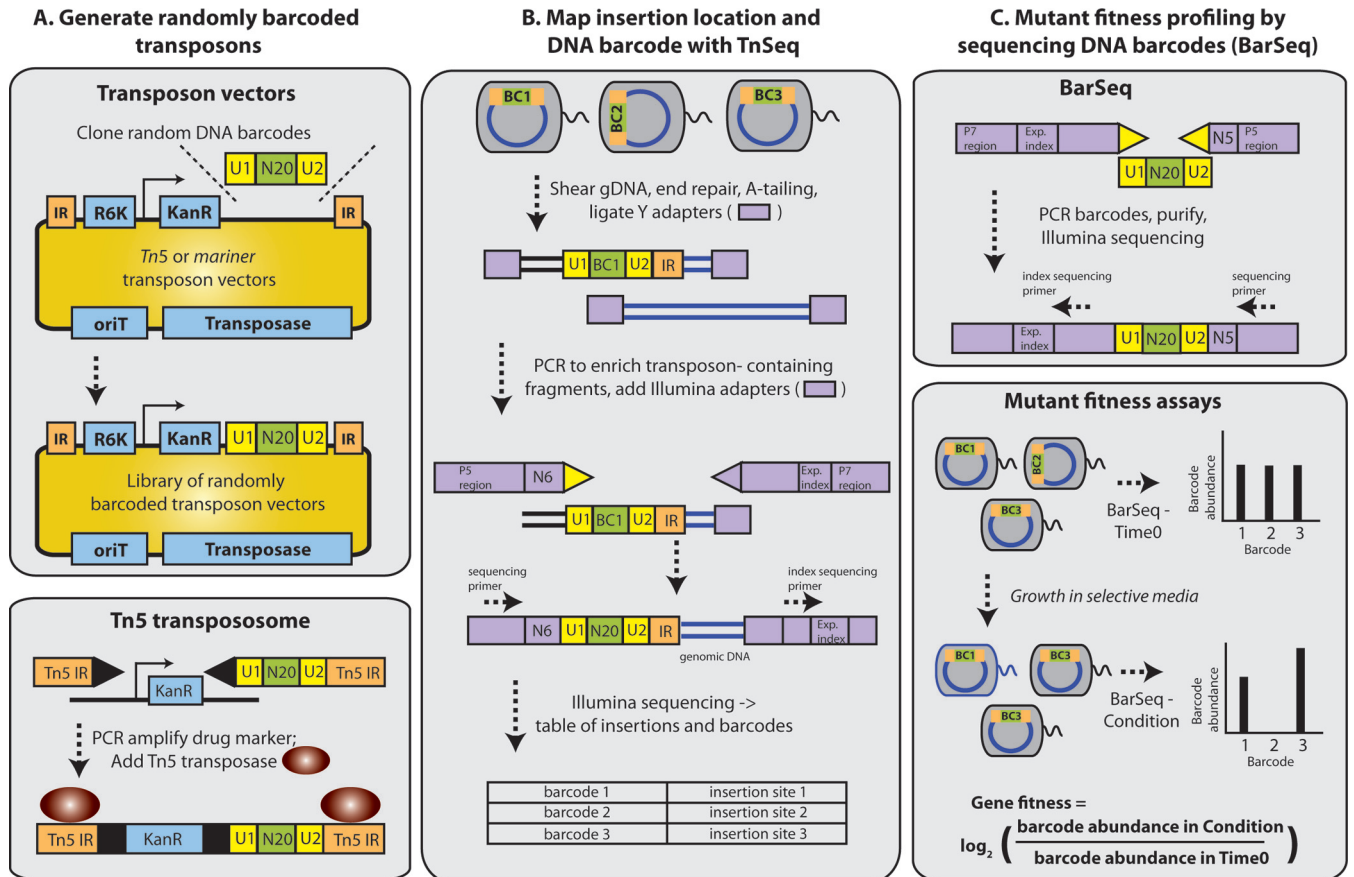 A. Generate randomly barcoded
transposons
Transposon vectors
Clone random DNA barcodes
U1 N20 U2
IR R6K KanR IR
Tn5 or mariner
transposon vectors
oriT Transposase
IR R6K KanR U1 N20 U2 IR
Library of randomly
barcoded transposon vectors
oriT Transposase
Tn5 transpososome
Tn5 IR U1 N20 U2 Tn5 IR
KanR
PCR amplify drug marker;
Add Tn5 transposase
Tn5 IR KanR U1 N20 U2 Tn5 IR
B. Map insertion location and
DNA barcode with TnSeq
BC1 BC2 BC3
Shear gDNA, end repair, A-tailing,
ligate Y adapters ( )
U1 BC1 U2 IR
PCR to enrich transposon- containing
fragments, add Illumina adapters ( )
P5
region N6 Exp.
index P7
region
U1 BC1 U2 IR
sequencing
primer
index sequencing
primer
N6 U1 N20 U2 IR Exp.
index
genomic DNA
Illumina sequencing ->
table of insertions and barcodes
barcode 1 insertion site 1
barcode 2 insertion site 2
barcode 3 insertion site 3
C. Mutant fitness profiling by
sequencing DNA barcodes (BarSeq)
BarSeq
P7
region Exp.
index N5 P5
region
U1 N20 U2
PCR barcodes, purify,
Illumina sequencing
index sequencing
primer
sequencing
primer
Exp.
index U1 N20 U2 N5
Mutant fitness assays
BC1 BC2
BC3
BarSeq -
Time0
Barcode
abundance
1 2 3
Barcode
Growth in selective media
BC1 BC3
BC3
BarSeq -
Condition
Barcode
abundance
1 2 3
Barcode
Gene fitness =
log2 ( barcode abundance in Condition
barcode abundance in Time0 )